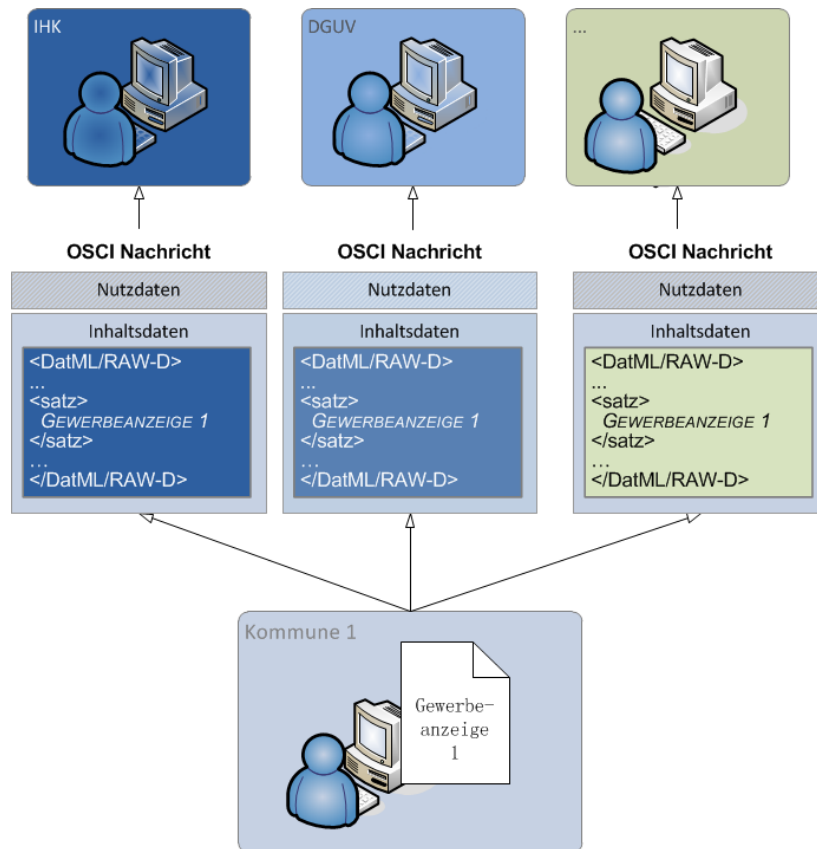 IHK
DGUV
...
OSCI Nachricht
OSCI Nachricht
OSCI Nachricht
Nutzdaten
Nutzdaten
Nutzdaten
Inhaltsdaten
<DatML/RAW-D>
...
<satz>
GEWERBEANZEIGE 1
</satz>
...
</DatML/RAW-D>
Inhaltsdaten
<DatML/RAW-D>
...
<satz>
GEWERBEANZEIGE 1
</satz>
...
</DatML/RAW-D>
Inhaltsdaten
<DatML/RAW-D>
...
<satz>
GEWERBEANZEIGE 1
</satz>
...
</DatML/RAW-D>
Kommune 1
Gewerbe-
anzeige
1